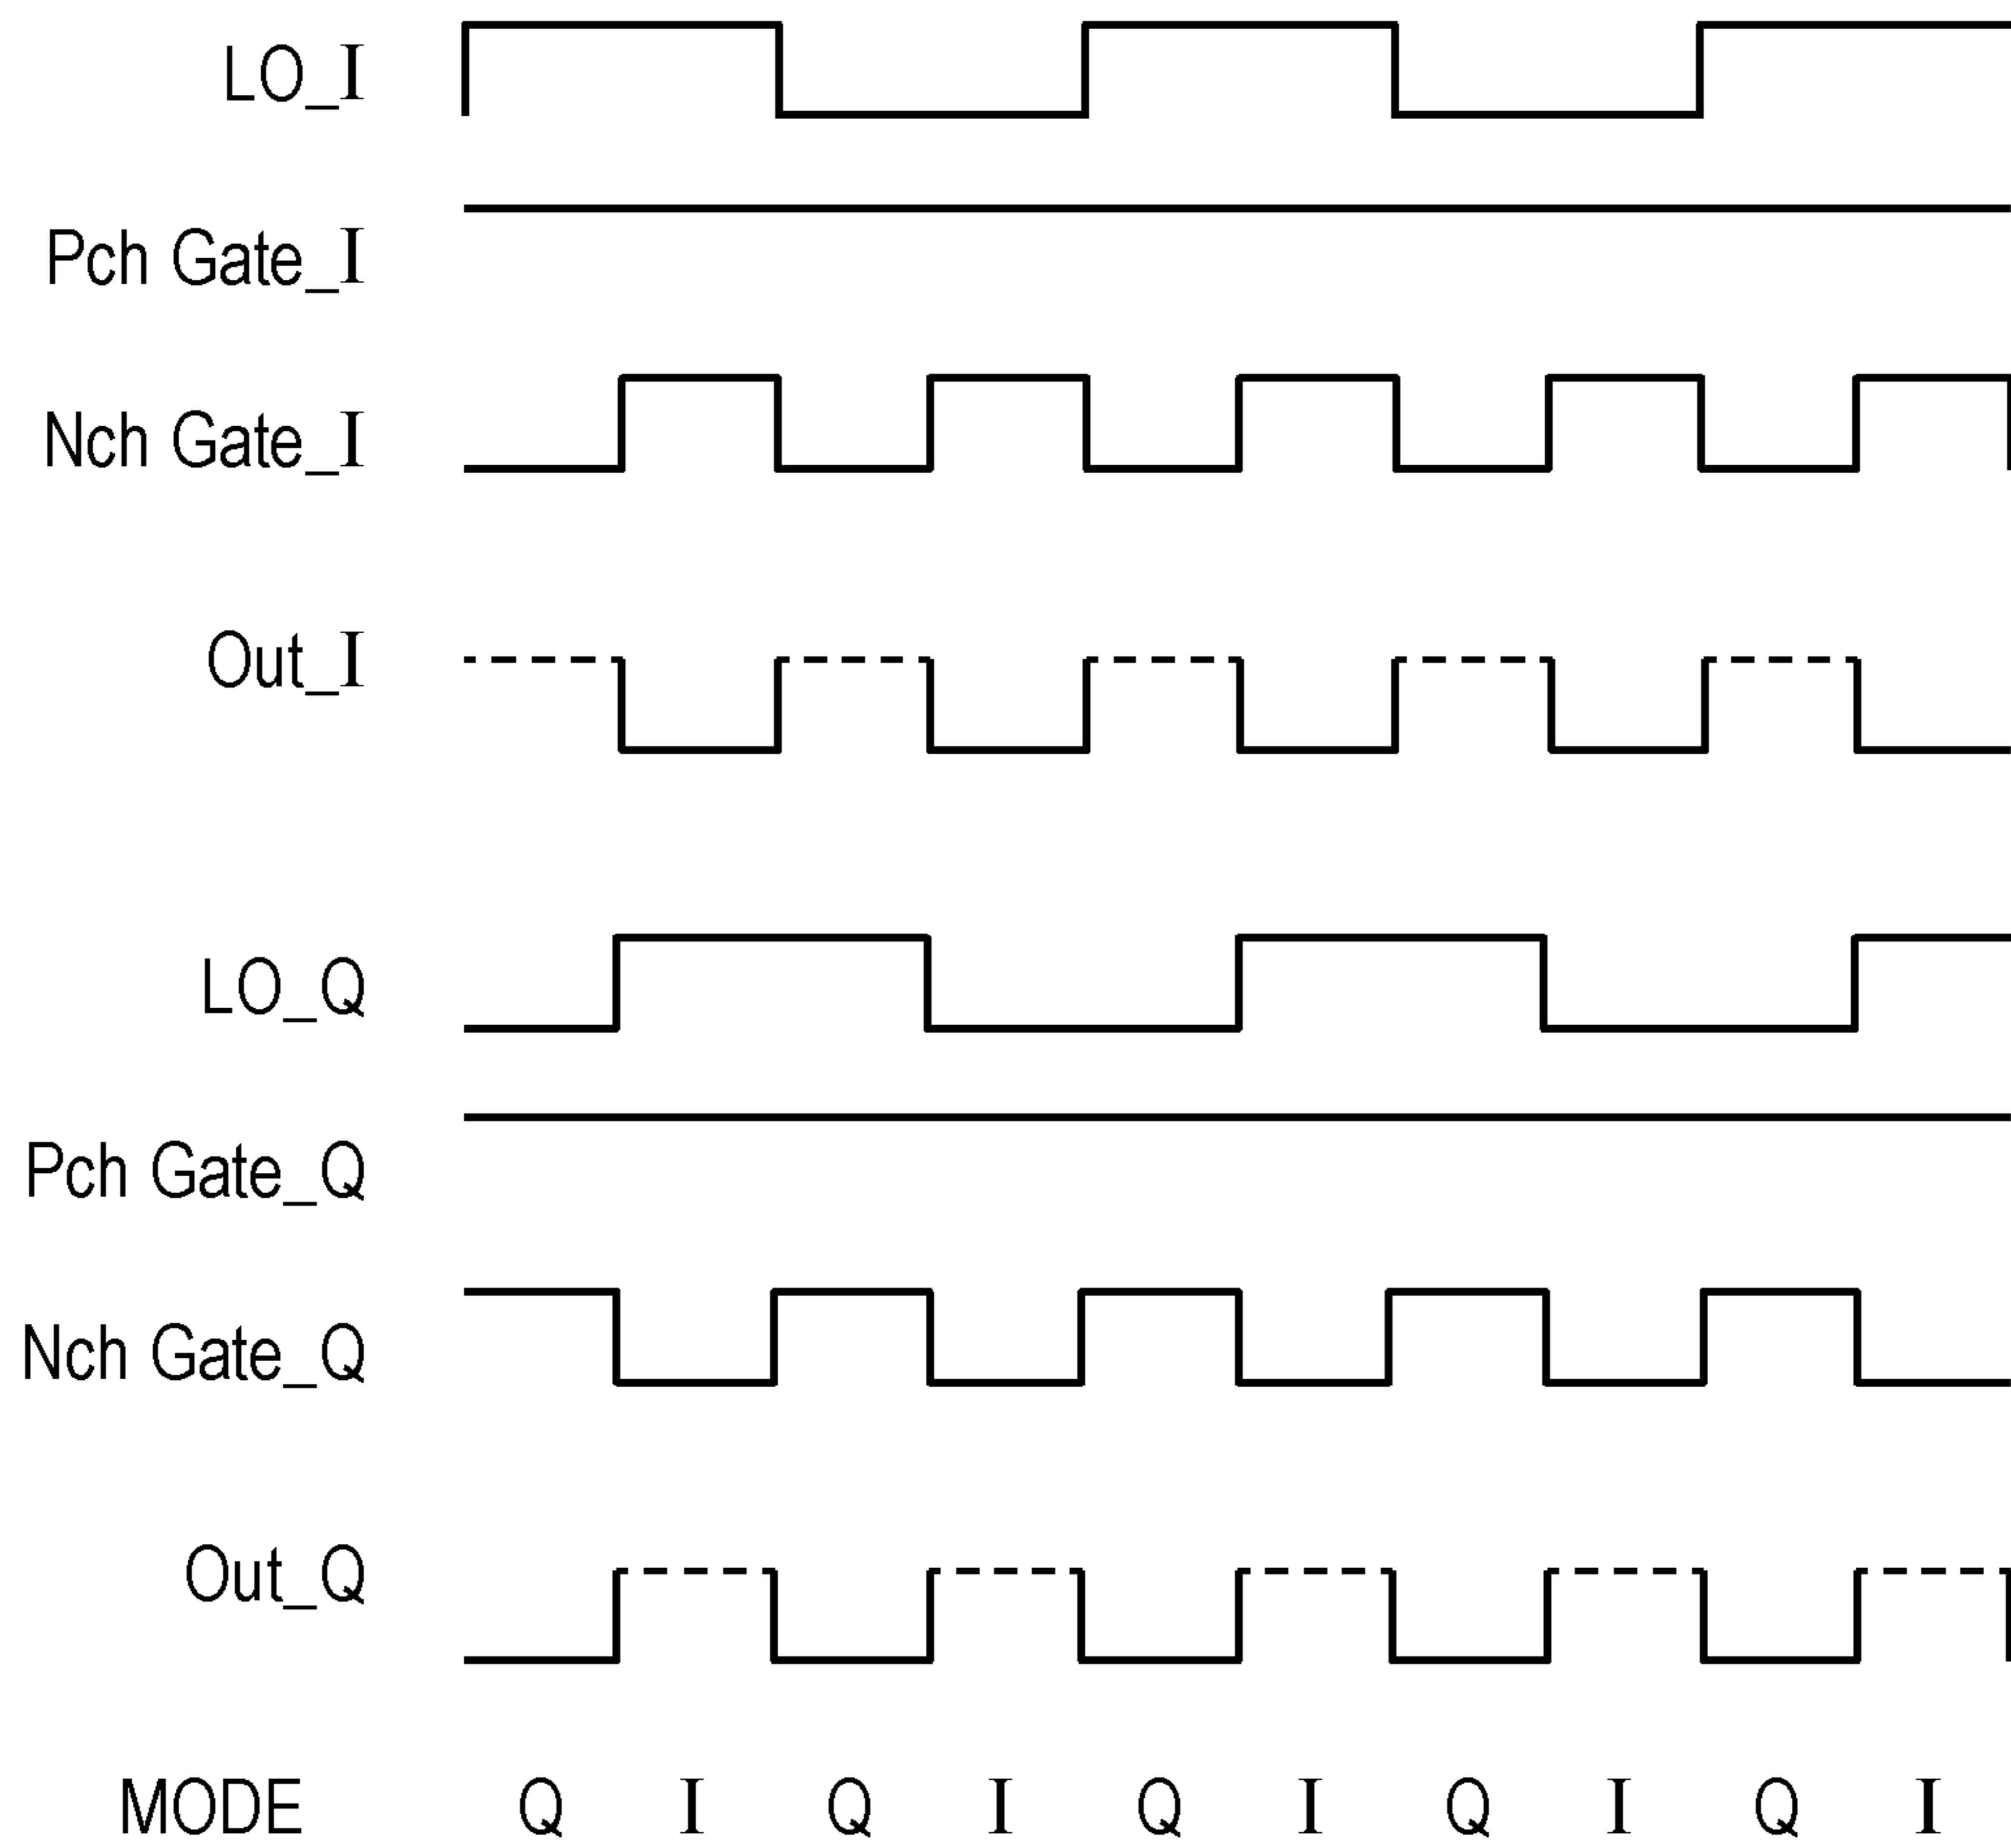 LO_I
Pch Gate_I
Nch Gate_I
Out_I
LO_Q
Pch Gate_Q
Nch Gate_Q
Out_Q
MODE Q I Q I Q I Q I Q I